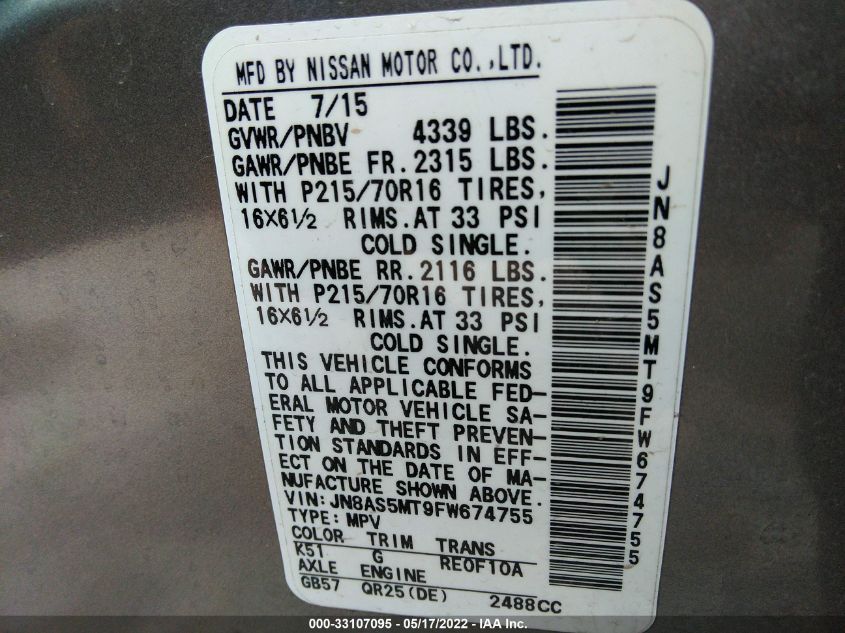 MFD BY NISSAN MOTOR CO.,LTD.
DATE 7/15
GVWR/PNBV 4339 LBS.
GAWR/PNBE FR. 2315 LBS.
WITH P215/70R16 TIRES,
16X6½ RIMS. AT 33 PSI
COLD SINGLE.
GAWR/PNBE RR. 2116 LBS.
WITH P215/70R16 TIRES,
16X6½ RIMS. AT 33 PSI
COLD SINGLE.
THIS VEHICLE CONFORMS
TO ALL APPLICABLE FED-
ERAL MOTOR VEHICLE SA-
FETY AND THEFT PREVEN-
TION STANDARDS IN EFF-
ECT ON THE DATE OF MA-
NUFACTURE SHOWN ABOVE.
VIN: JN8AS5MT9FW674755
TYPE: MPV
COLOR TRIM TRANS
K51 G RE0F10A
AXLE ENGINE
GB57 QR25(DE) 2488CC
JN8AS5MT9FW674755
000-33107095 - 05/17/2022 - IAA Inc.